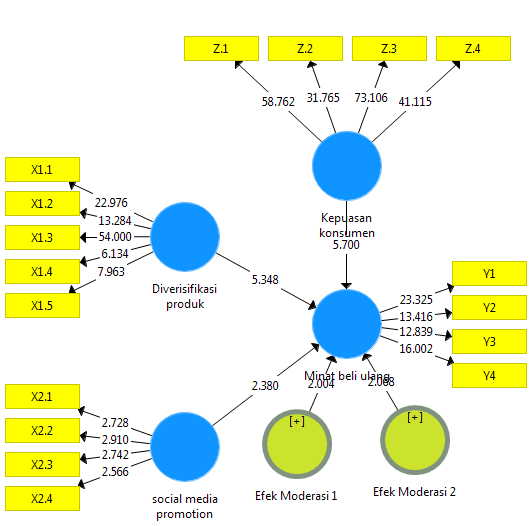 Z.1 Z.2 Z.3 Z.4
58.762 31.765 73.106 41.115
Kepuasan
konsumen
5.700
X1.1
X1.2
X1.3
X1.4
X1.5
22.976
13.284
54.000
6.134
7.963
Diverisifikasi
produk
5.348
Y1
Y2
Y3
Y4
23.325
13.416
12.839
16.002
Minat beli ulang
2.380
2.004
2.068
X2.1
X2.2
X2.3
X2.4
2.728
2.910
2.742
2.566
social media
promotion
[+]
Efek Moderasi 1
[+]
Efek Moderasi 2